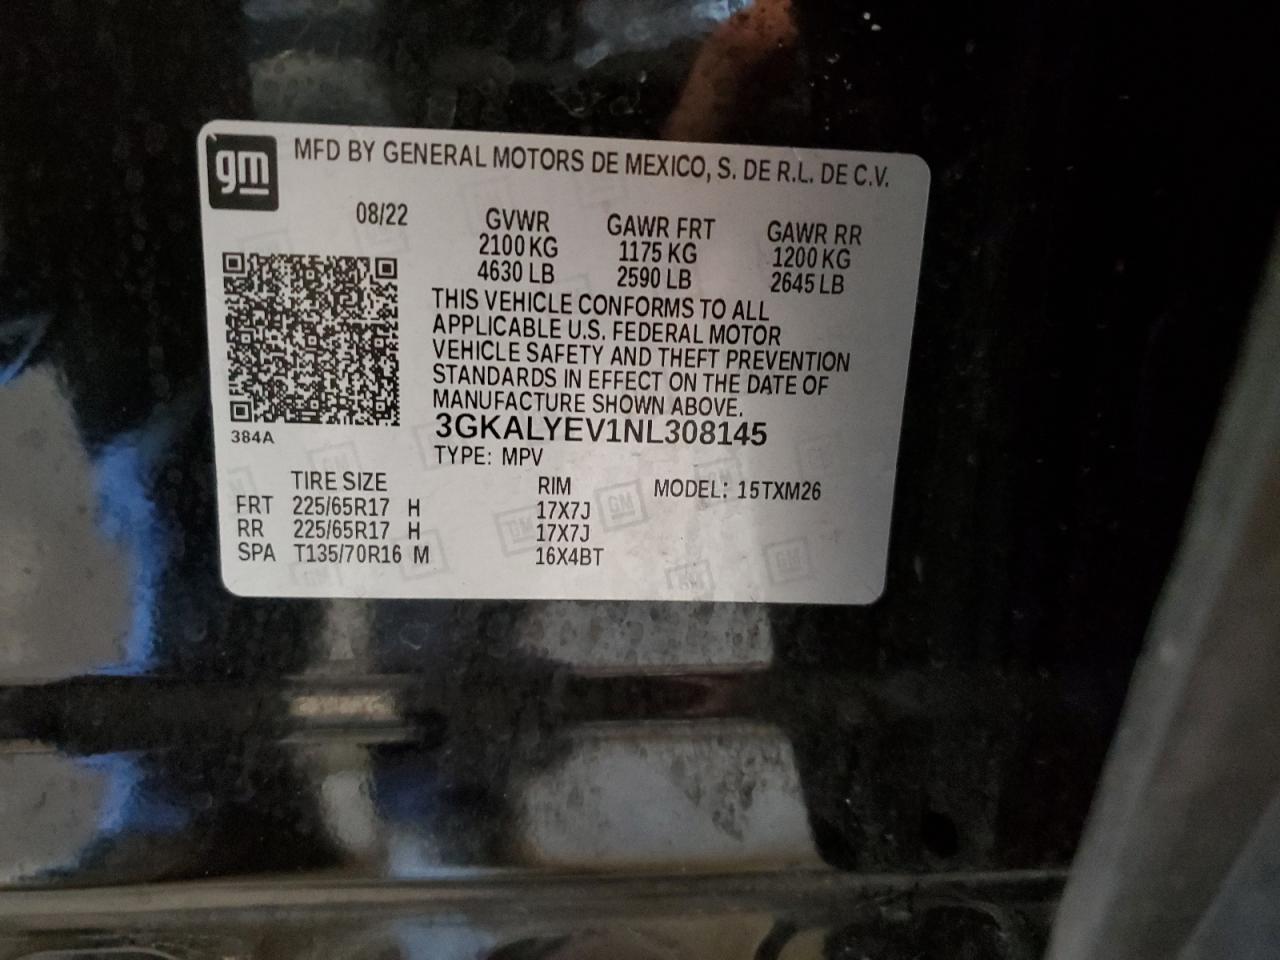 gm
MFD BY GENERAL MOTORS DE MEXICO, S. DE R.L. DE C.V.
08/22 GVWR GAWR FRT GAWR RR
2100 KG 1175 KG 1200 KG
4630 LB 2590 LB 2645 LB
THIS VEHICLE CONFORMS TO ALL
APPLICABLE U.S. FEDERAL MOTOR
VEHICLE SAFETY AND THEFT PREVENTION
STANDARDS IN EFFECT ON THE DATE OF
MANUFACTURE SHOWN ABOVE.
384A
3GKALYEV1NL308145
TYPE: MPV
TIRE SIZE RIM MODEL: 15TXM26
FRT 225/65R17 H 17X7J
RR 225/65R17 H 17X7J
SPA T135/70R16 M 16X4BT